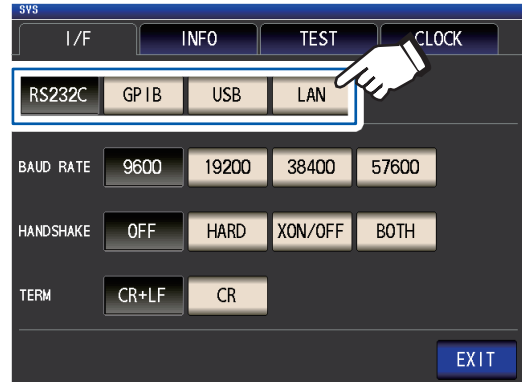 SYS
I/F INFO TEST CLOCK
RS232C GPIB USB LAN
BAUD RATE 9600 19200 38400 57600
HANDSHAKE OFF HARD XON/OFF BOTH
TERM CR+LF CR
EXIT